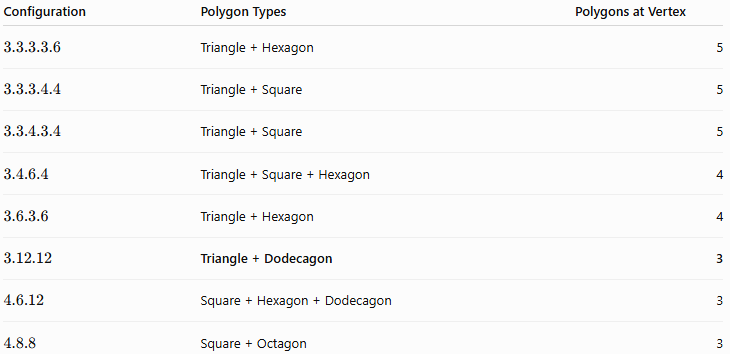 Configuration Polygon Types Polygons at Vertex
3.3.3.3.6 Triangle + Hexagon 5
3.3.3.4.4 Triangle + Square 5
3.3.4.3.4 Triangle + Square 5
3.4.6.4 Triangle + Square + Hexagon 4
3.6.3.6 Triangle + Hexagon 4
3.12.12 Triangle + Dodecagon 3
4.6.12 Square + Hexagon + Dodecagon 3
4.8.8 Square + Octagon 3